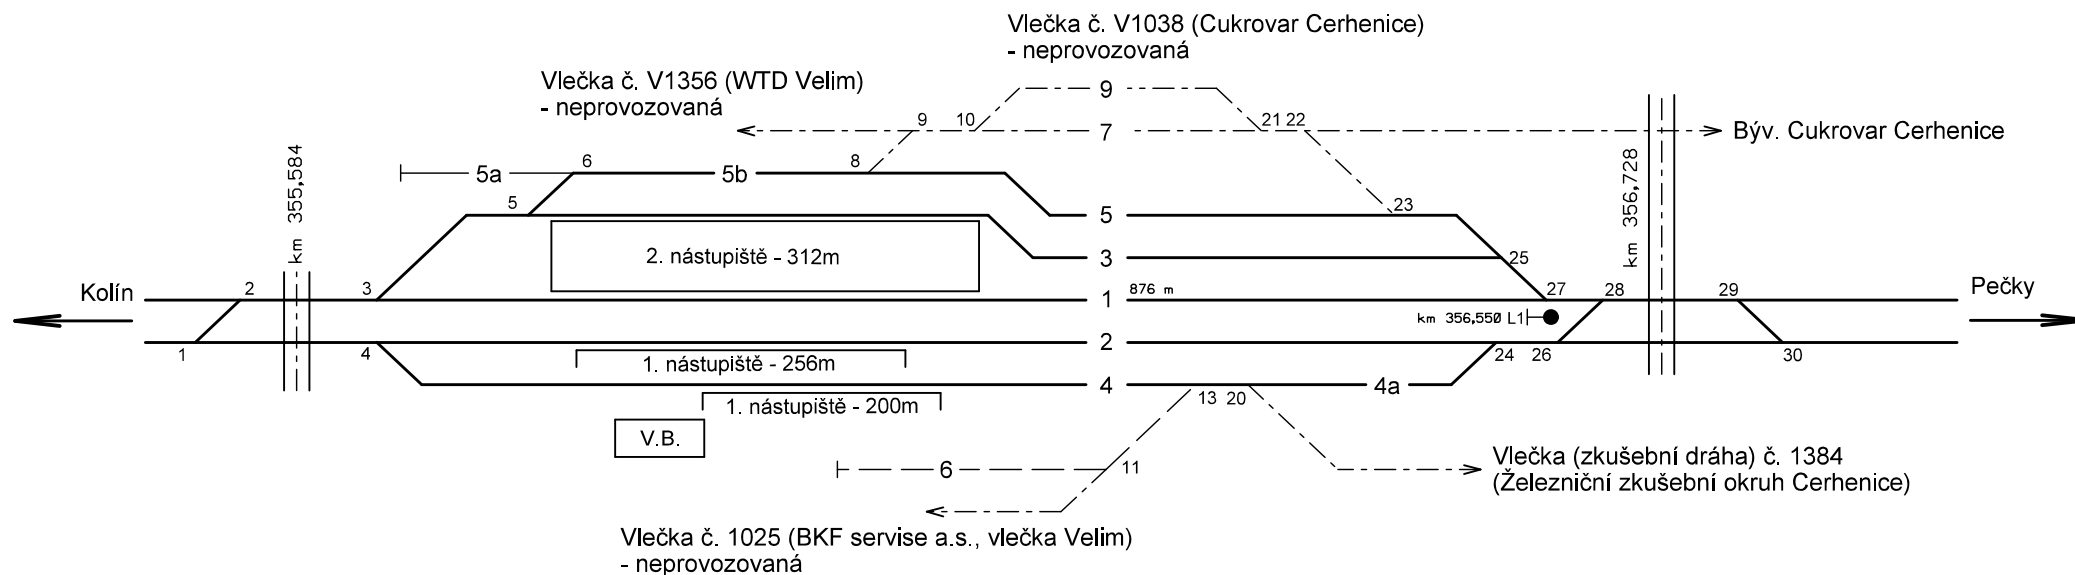 Vlečka č. V1038 (Cukrovar Cerhenice)
- neprovozovaná
Vlečka č. V1356 (WTD Velim)
- neprovozovaná
9
9 10 7 21 22
Býv. Cukrovar Cerhenice
5a 6 5b 8
km 355,584
km 356,728
5 5 23
2. nástupiště - 312m
3 25
Kolín
2 3 1 876 m 27 28 29
Pečky
km 356,550 L1
1 4 2 24 26 30
1. nástupiště - 256m
4 4a
1. nástupiště - 200m
13 20
V.B.
6 11
Vlečka (zkušební dráha) č. 1384
(Železniční zkušební okruh Cerhenice)
Vlečka č. 1025 (BKF servise a.s., vlečka Velim)
- neprovozovaná